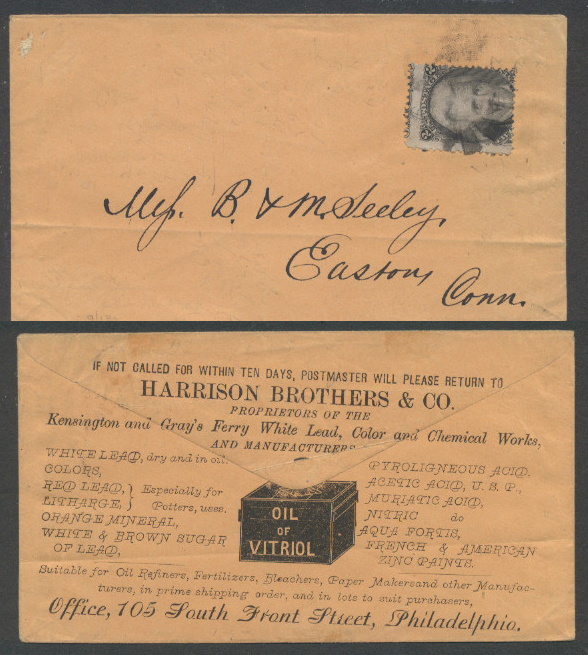 Mess. B. & M. Seeley,
Easton,
Conn.
IF NOT CALLED FOR WITHIN TEN DAYS, POSTMASTER WILL PLEASE RETURN TO
HARRISON BROTHERS & CO.
PROPRIETORS OF THE
Kensington and Gray's Ferry White Lead, Color and Chemical Works,
AND MANUFACTURERS
WHITE LEAD, dry and in oil.
COLORS,
RED LEAD, } Especially for
LITHARGE, } Potters, uses.
ORANGE MINERAL,
WHITE & BROWN SUGAR
OF LEAD,
OIL
OF
VITRIOL
PYROLIGNEOUS ACID.
ACETIC ACID, U. S. P.,
MURIATIC ACID,
NITRIC do
AQUA FORTIS,
FRENCH & AMERICAN
ZINC PAINTS.
Suitable for Oil Refiners, Fertilizers, Bleachers, Paper Makers and other Manufac-
turers, in prime shipping order, and in lots to suit purchasers,
Office, 105 South Front Street, Philadelphia.